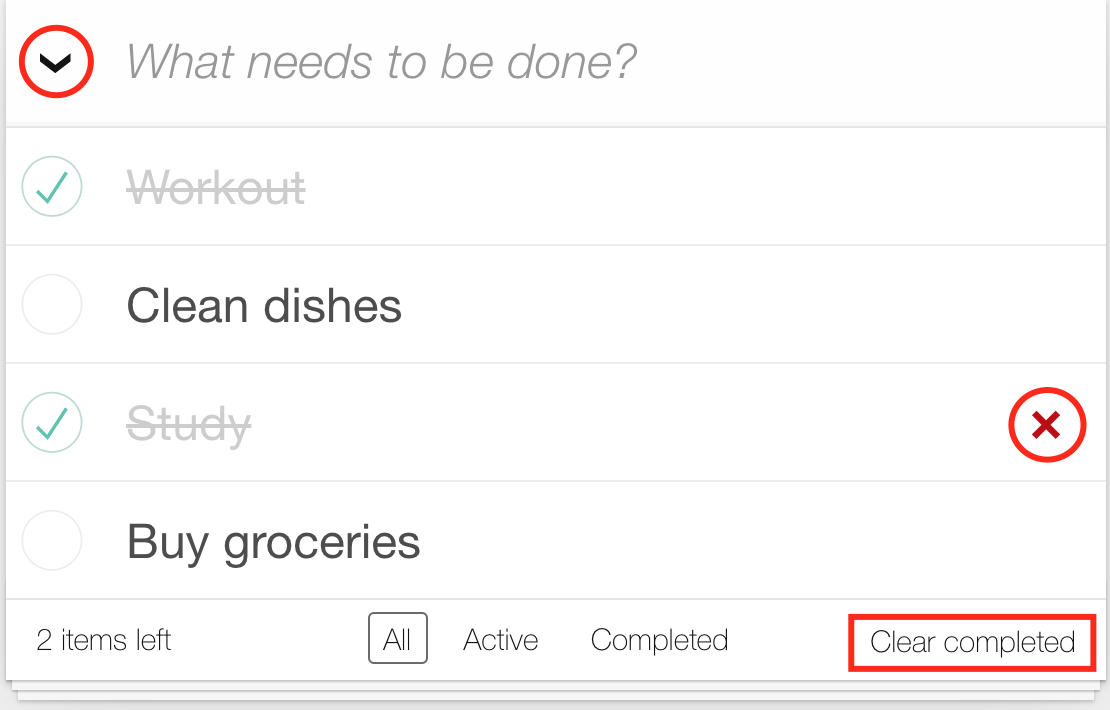 What needs to be done?
Workout
Clean dishes
Study
Buy groceries
2 items left All Active Completed Clear completed